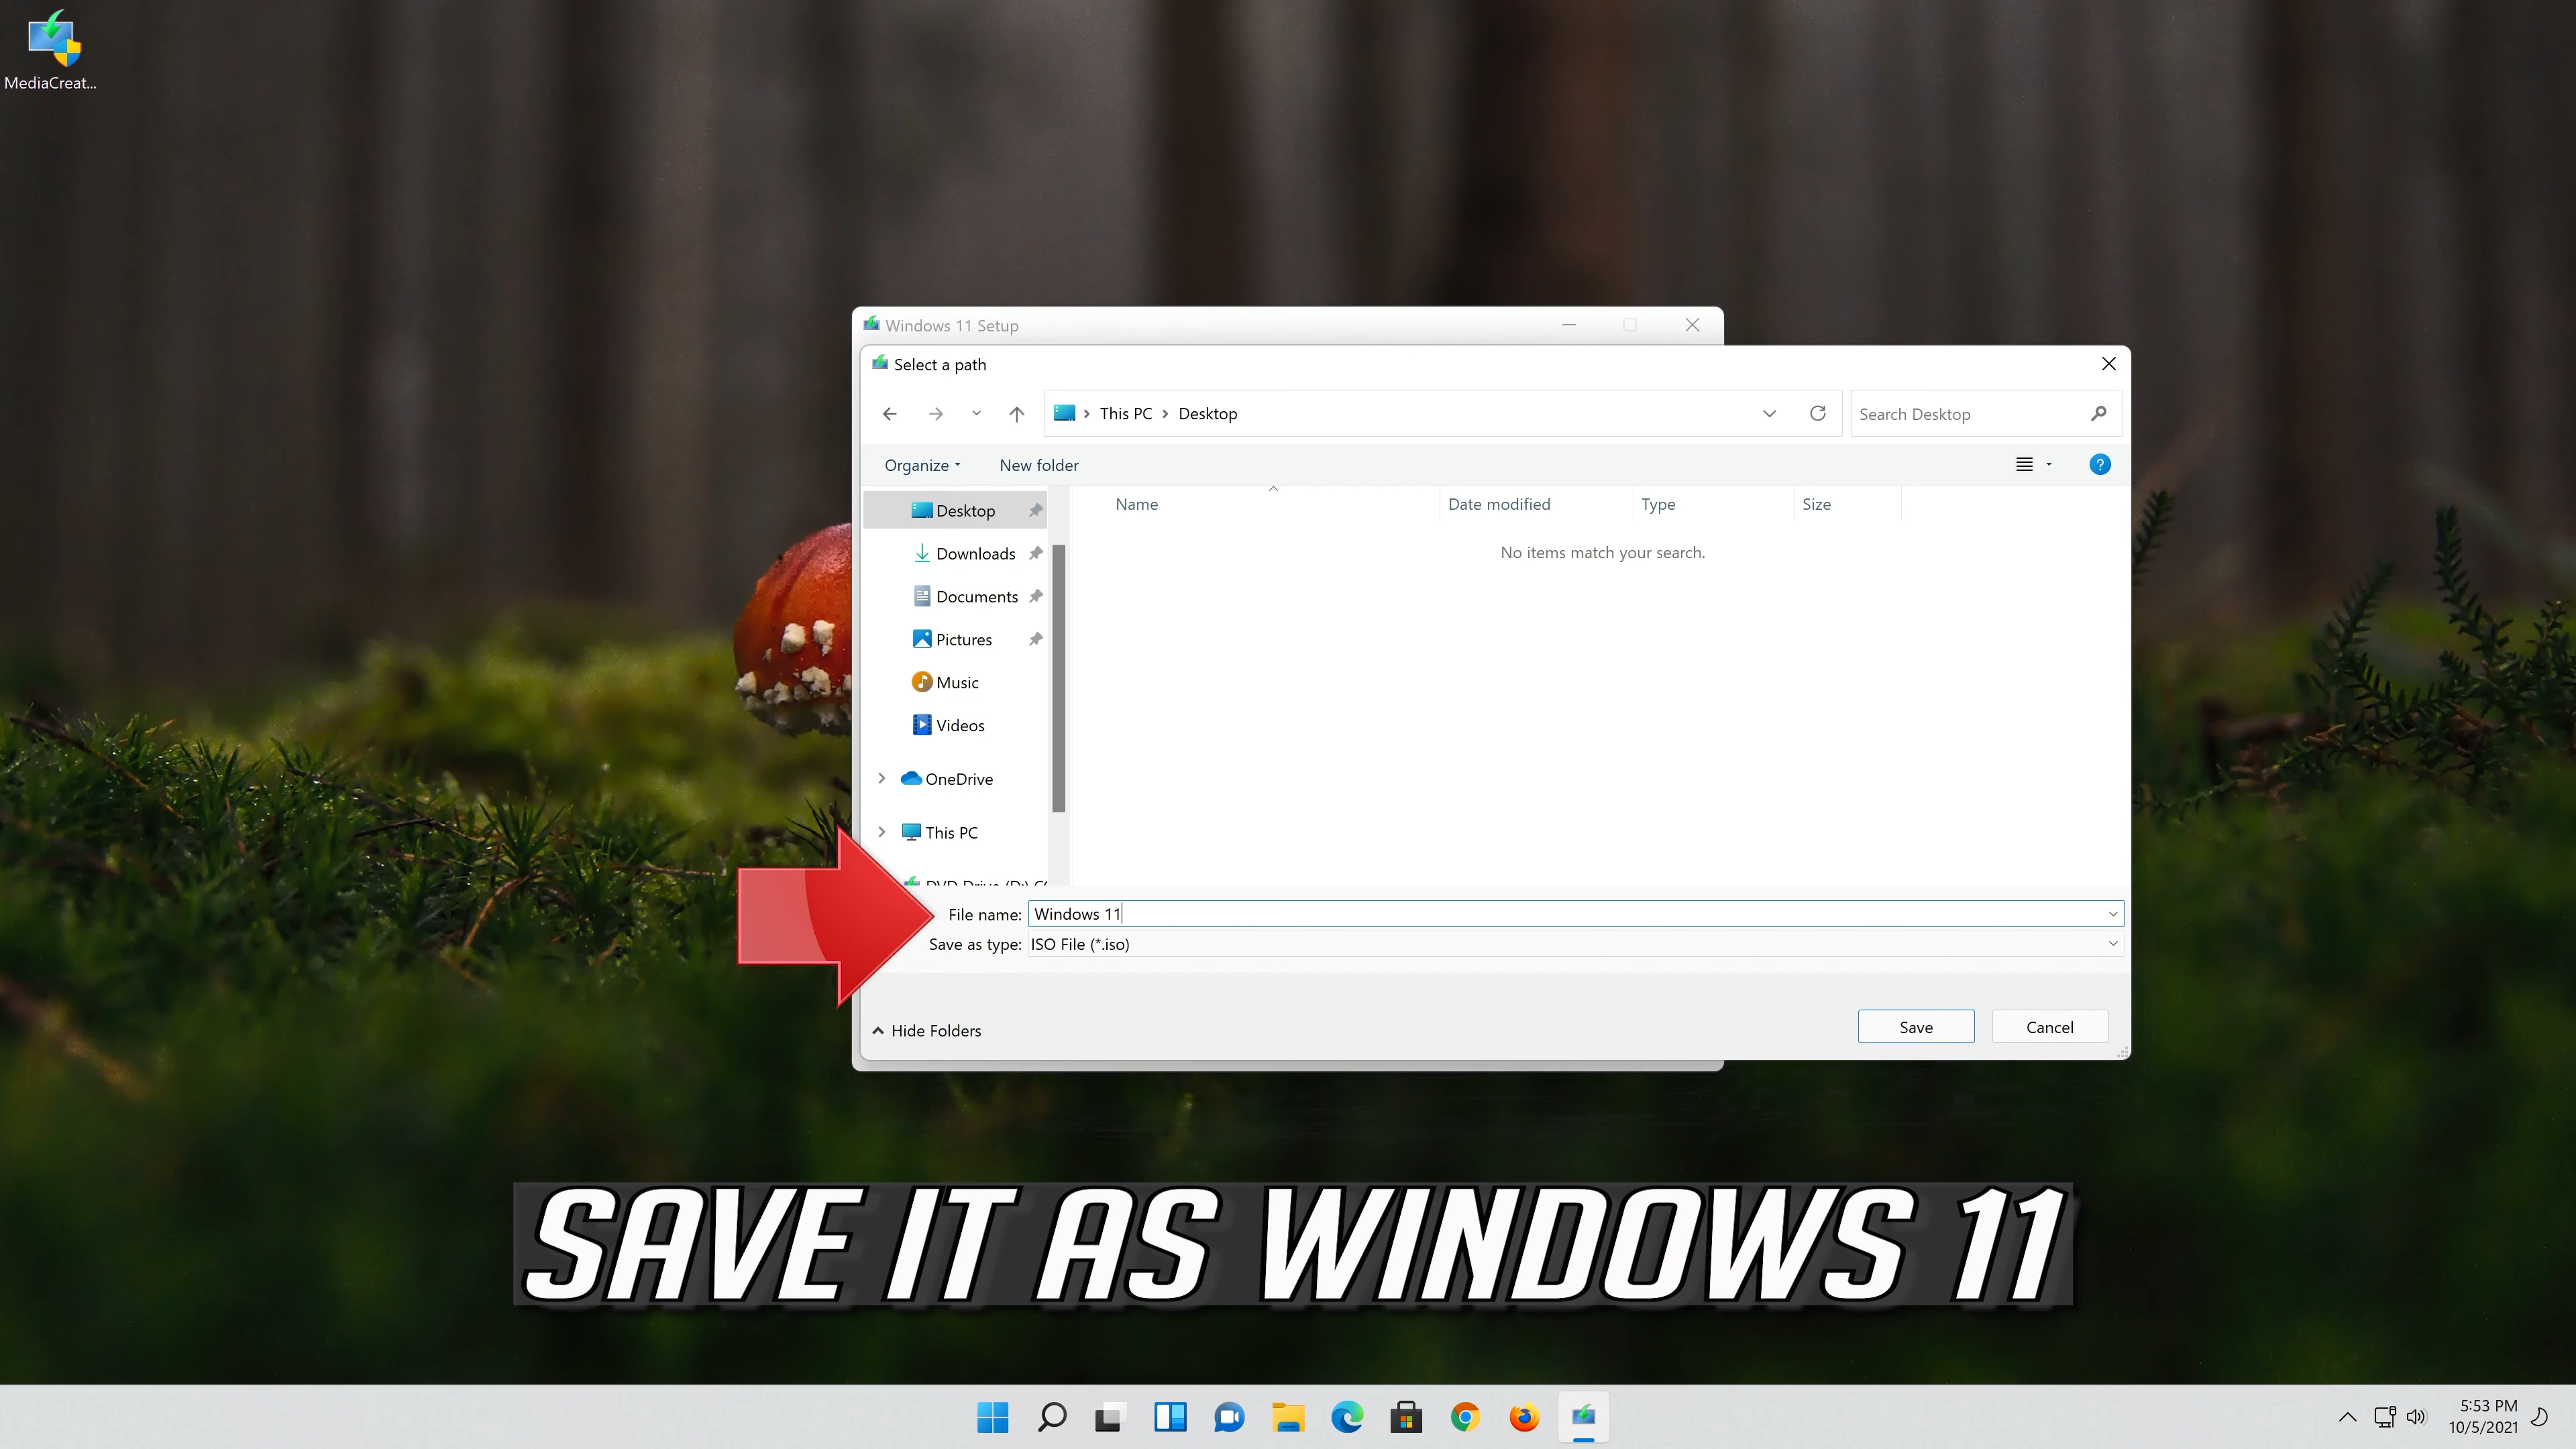 MediaCreat...
Windows 11 Setup
Select a path
This PC Desktop
Search Desktop
Organize New folder
Name Date modified Type Size
No items match your search.
Desktop
Downloads
Documents
Pictures
Music
Videos
OneDrive
This PC
DVD Drive (D:)
File name: Windows 11
Save as type: ISO File (*.iso)
Hide Folders
Save Cancel
SAVE IT AS WINDOWS 11
5:53 PM
10/5/2021